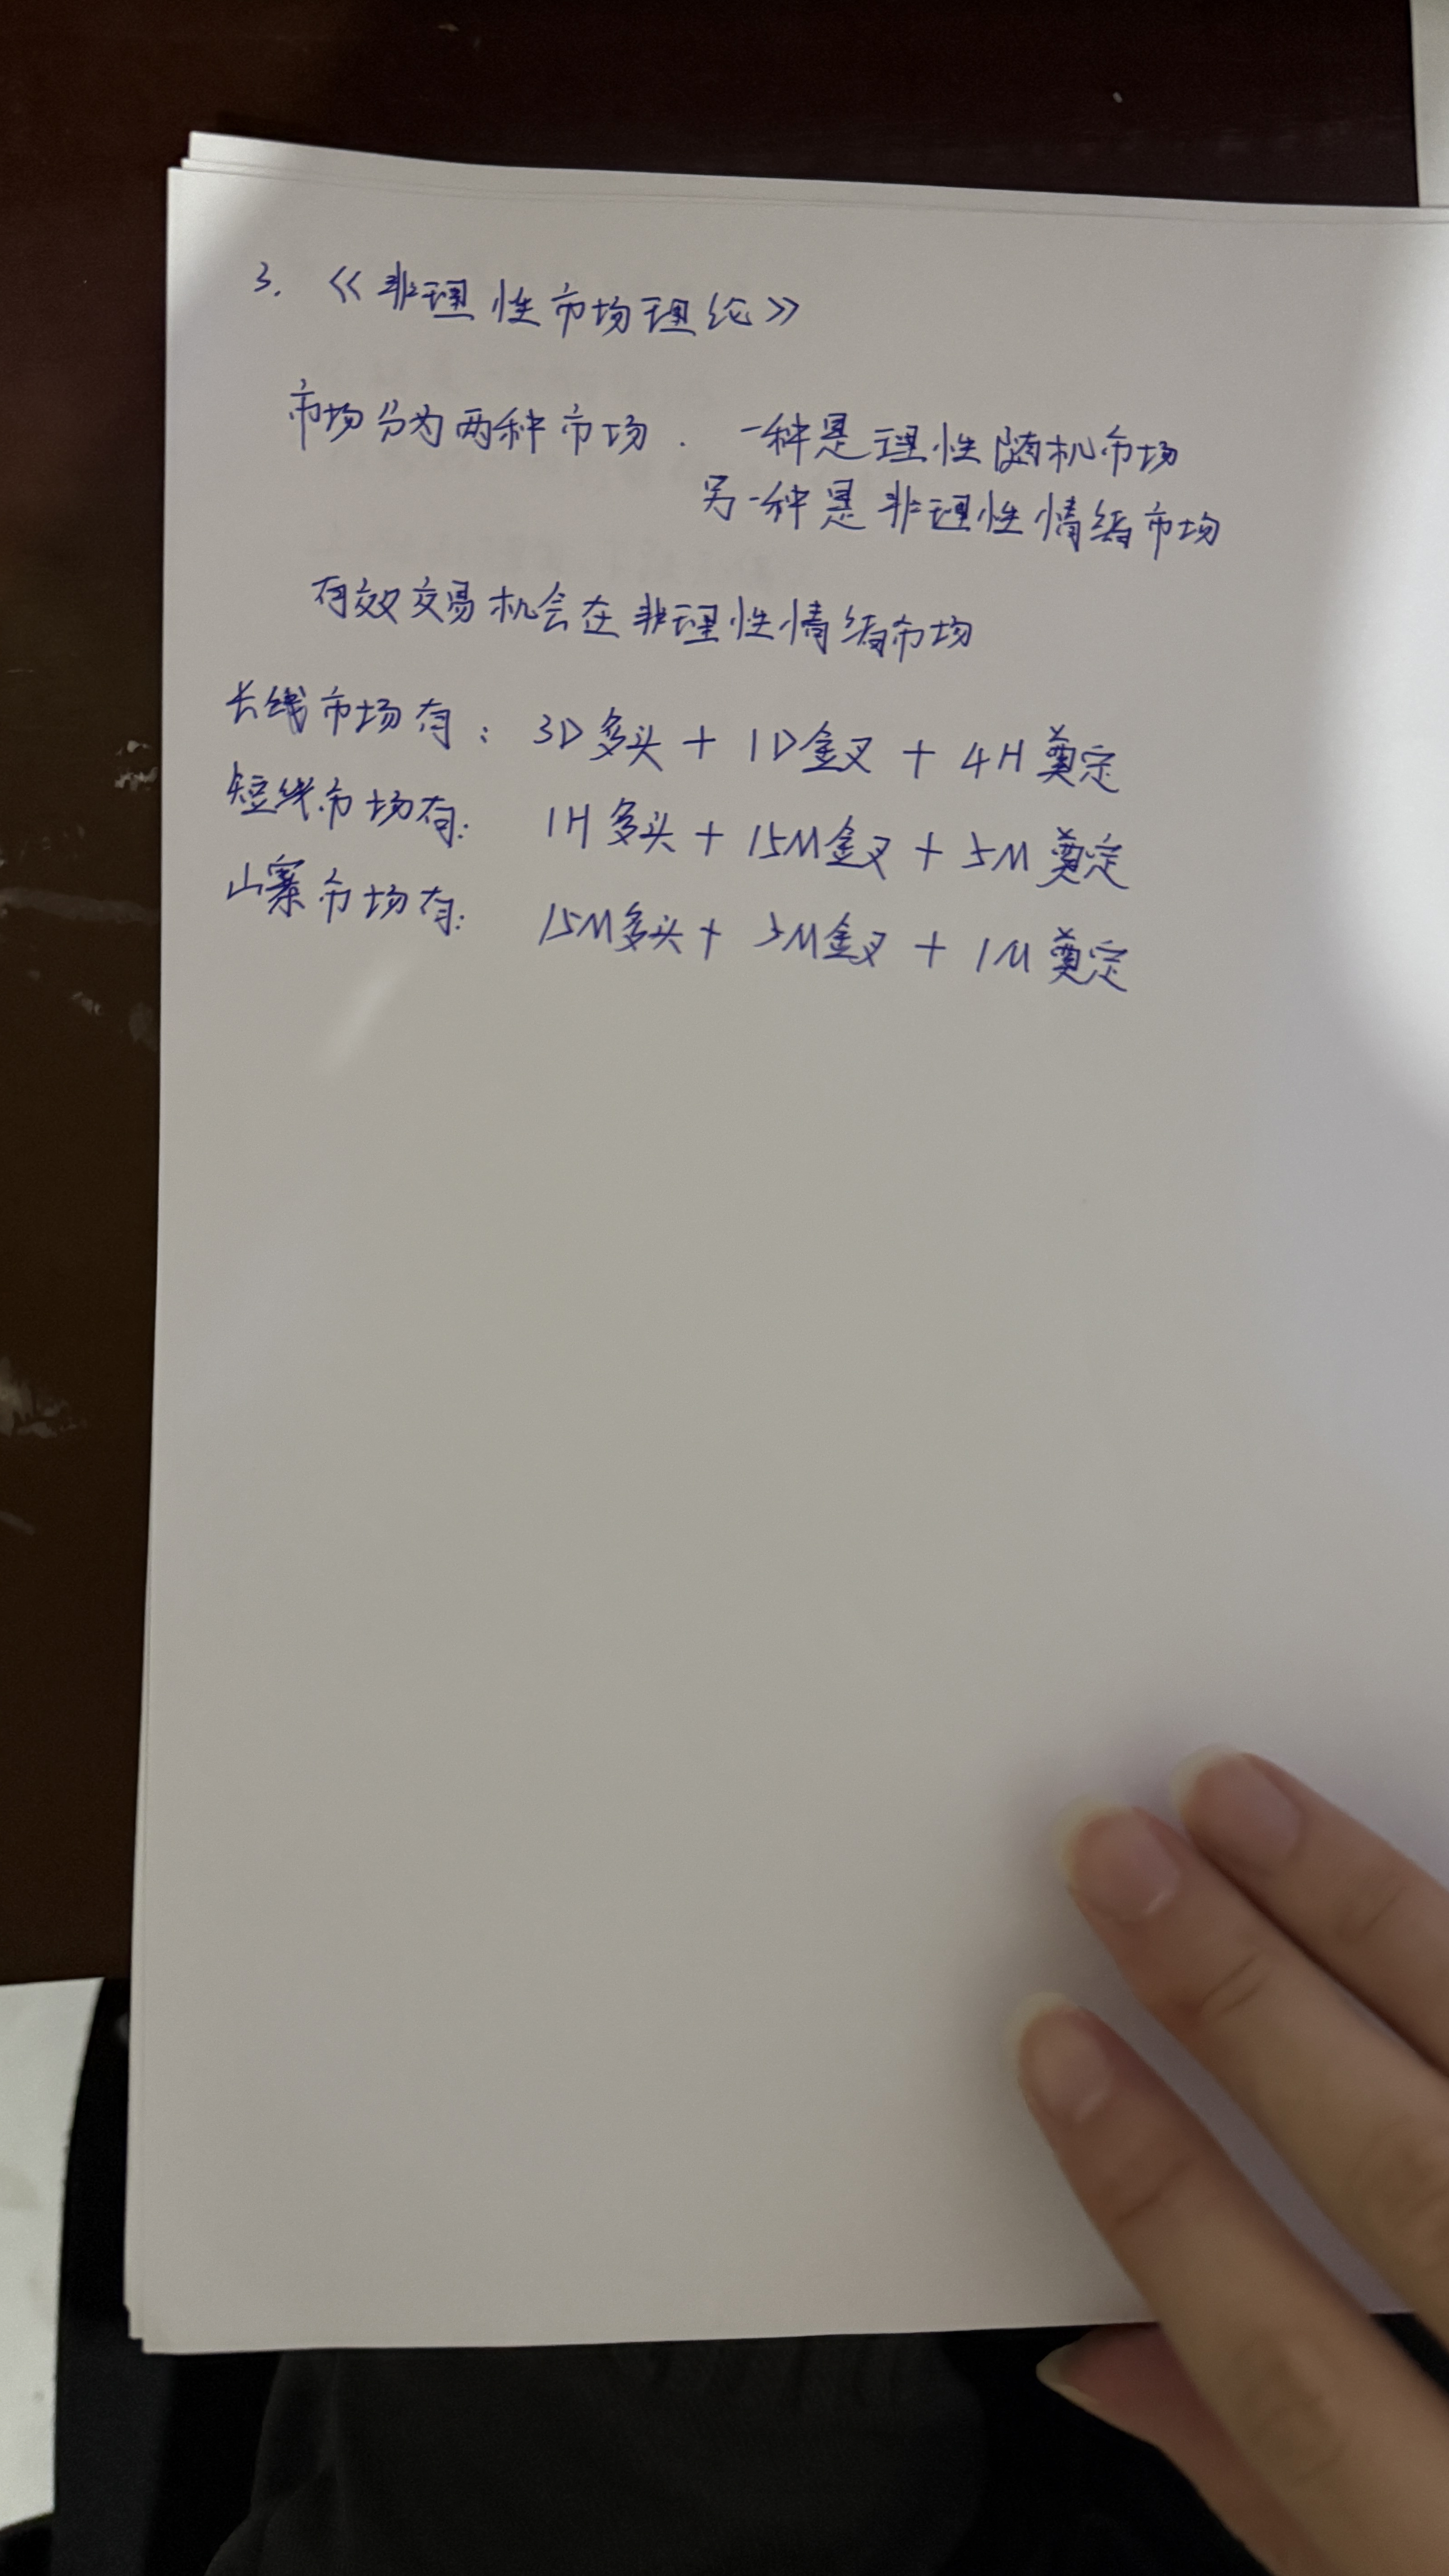 3. 《非理性市场理论》
市场分为两种市场. 一种是理性随机市场
另一种是非理性情绪市场
有效交易机会在非理性情绪市场
长线市场有: 3D多头 + 1D金叉 + 4H奠定
短线市场有: 1H多头 + 15M金叉 + 5M奠定
山寨市场有: 15M多头 + 5M金叉 + 1M奠定